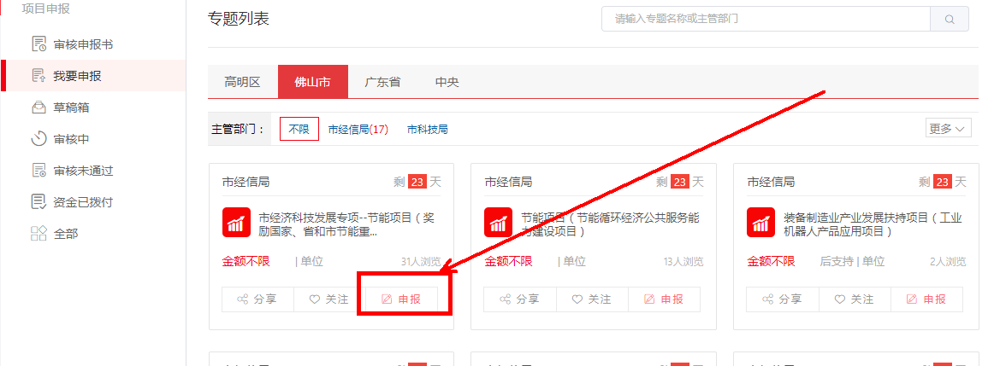 项目申报
审核申报书
我要申报
草稿箱
审核中
审核未通过
资金已拨付
全部
专题列表
请输入专题名称或主管部门
高明区 佛山市 广东省 中央
主管部门： 不限 市经信局(17) 市科技局 更多
市经信局 剩 23 天
市经济科技发展专项--节能项目（奖
励国家、省和市节能重...
金额不限 | 单位 31人浏览
分享 关注 申报
市经信局 剩 23 天
节能项目（节能循环经济公共服务能
力建设项目）
金额不限 | 单位 13人浏览
分享 关注 申报
市经信局 剩 23 天
装备制造业产业发展扶持项目（工业
机器人产品应用项目）
金额不限 后支持 | 单位 2人浏览
分享 关注 申报